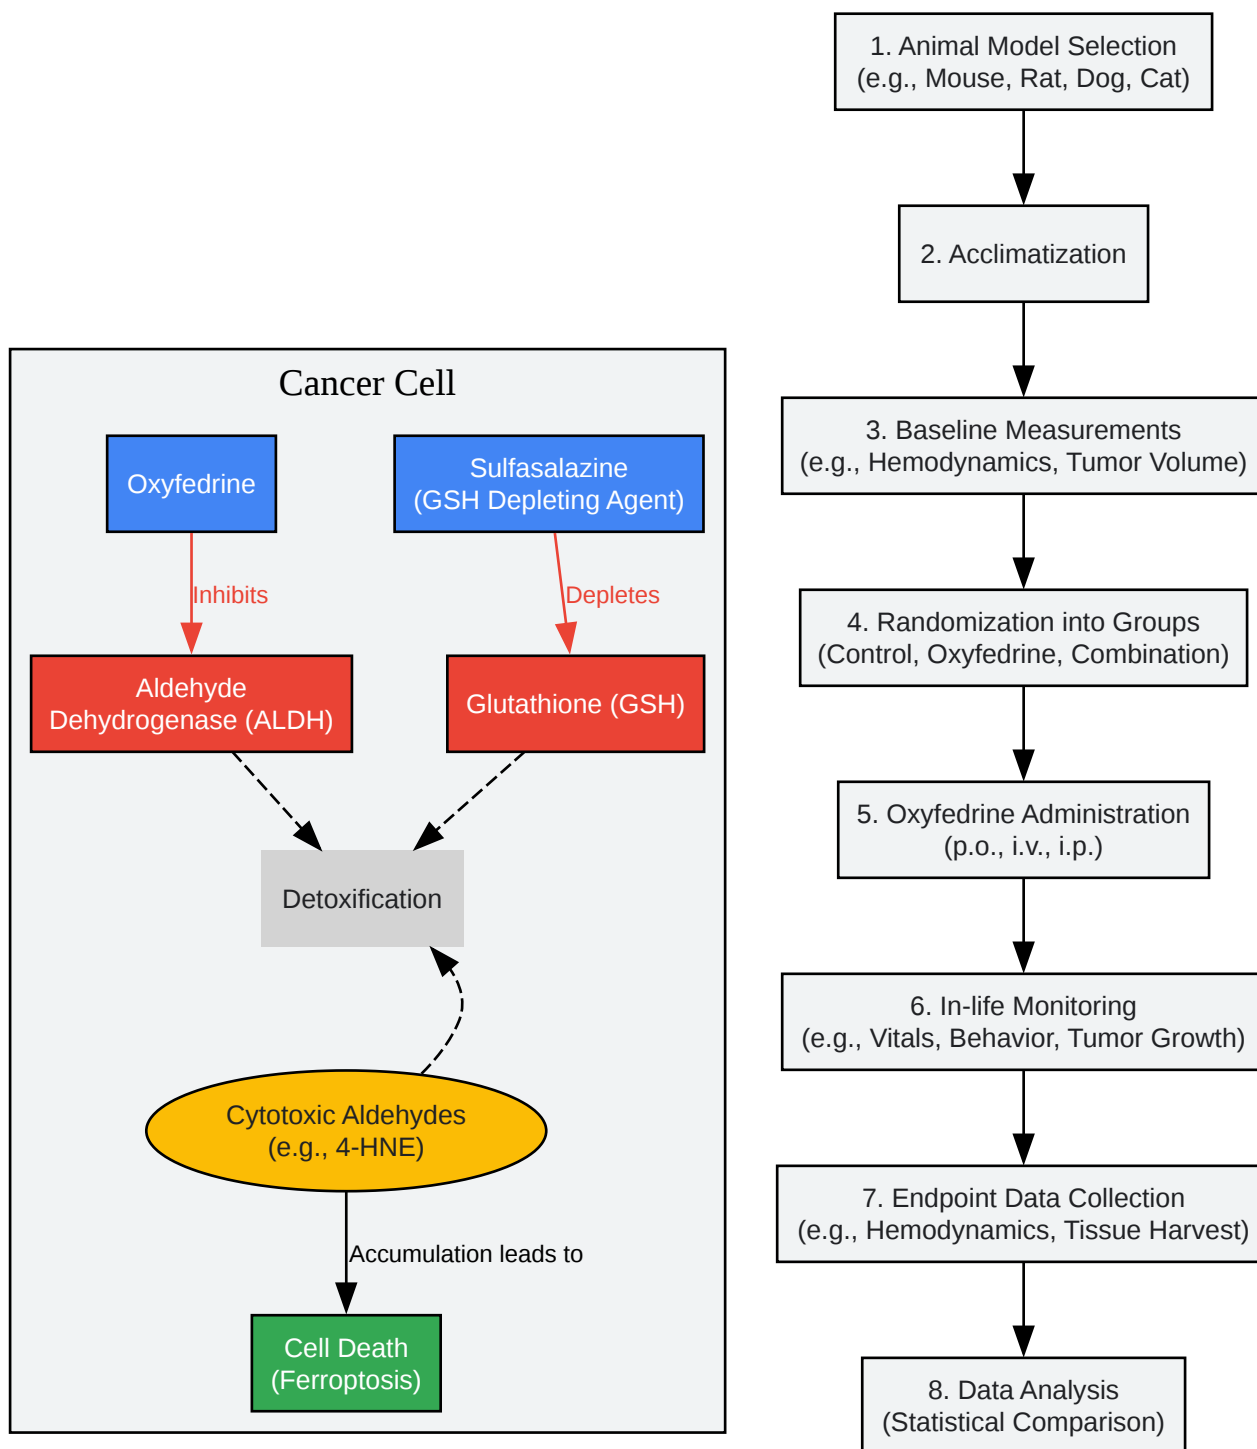 Cancer Cell
Oxyfedrine
Sulfasalazine
(GSH Depleting Agent)
Inhibits
Depletes
Aldehyde
Dehydrogenase (ALDH)
Glutathione (GSH)
Detoxification
Cytotoxic Aldehydes
(e.g., 4-HNE)
Accumulation leads to
Cell Death
(Ferroptosis)
1. Animal Model Selection
(e.g., Mouse, Rat, Dog, Cat)
2. Acclimatization
3. Baseline Measurements
(e.g., Hemodynamics, Tumor Volume)
4. Randomization into Groups
(Control, Oxyfedrine, Combination)
5. Oxyfedrine Administration
(p.o., i.v., i.p.)
6. In-life Monitoring
(e.g., Vitals, Behavior, Tumor Growth)
7. Endpoint Data Collection
(e.g., Hemodynamics, Tissue Harvest)
8. Data Analysis
(Statistical Comparison)